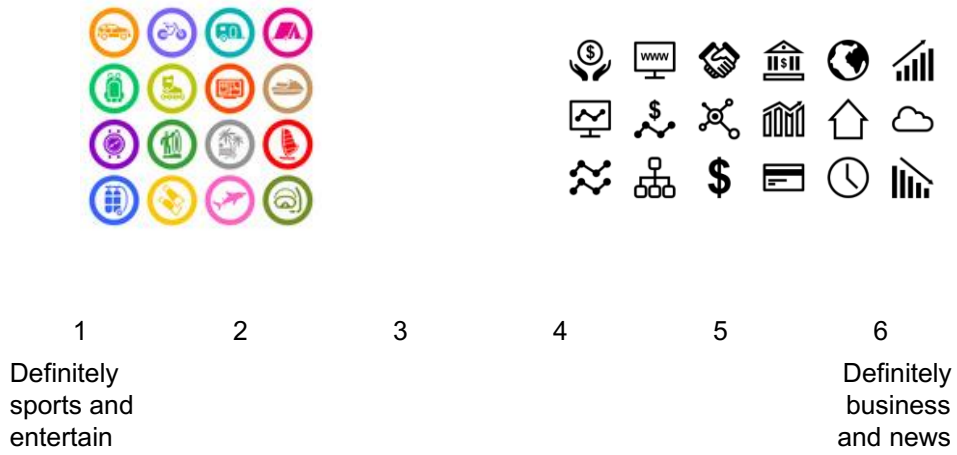 $
www
$
$
$
1 2 3 4 5 6
Definitely
sports and
entertain
Definitely
business
and news